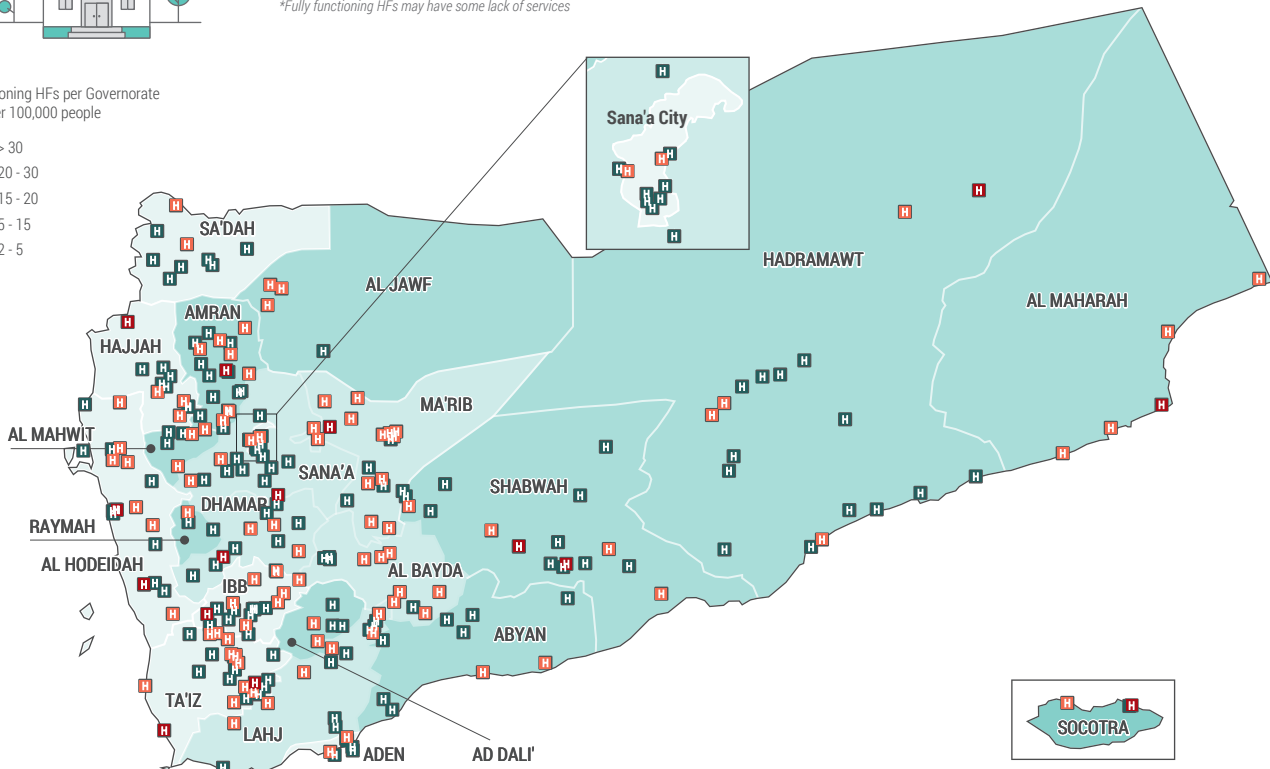 *Fully functioning HFs may have some lack of services
oning HFs per Governorate
er 100,000 people
> 30
20 - 30
15 - 20
5 - 15
2 - 5
Sana'a City
SA'DAH
HADRAMAWT
AL JAWF
AL MAHARAH
AMRAN
HAJJAH
MA'RIB
AL MAHWIT
SANA'A
SHABWAH
DHAMAR
RAYMAH
AL HODEIDAH
AL BAYDA
IBB
ABYAN
TA'IZ
LAHJ
SOCOTRA
ADEN
AD DALI'